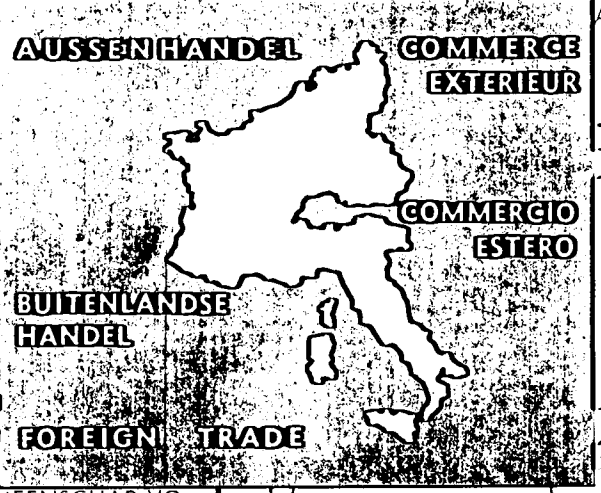 AUSSENHANDEL
COMMERCE
EXTERIEUR
COMMERCIO
ESTERO
BUITENLANDSE
HANDEL
FOREIGN TRADE